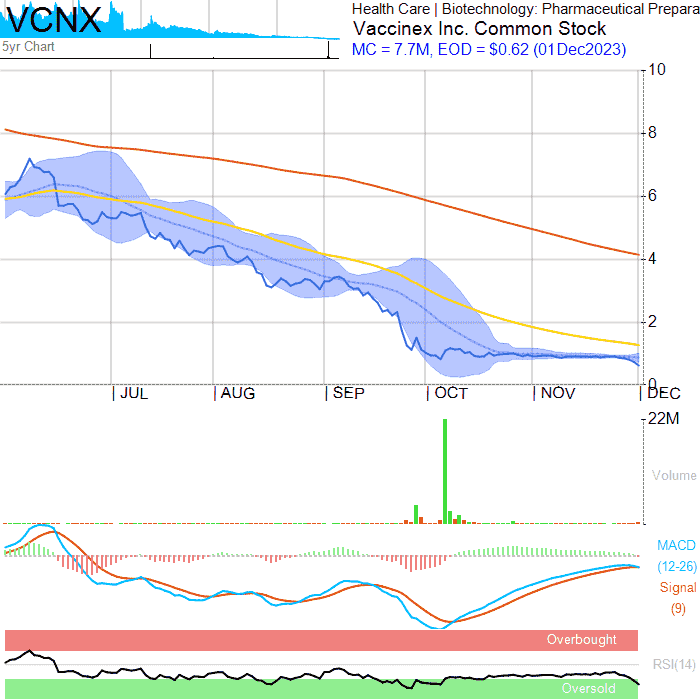 VCNX
5yr Chart
Health Care | Biotechnology: Pharmaceutical Prepara
Vaccinex Inc. Common Stock
MC = 7.7M, EOD = $0.62 (01Dec2023)
10
8
6
4
2
0
JUL AUG SEP OCT NOV DEC
22M
Volume
MACD
(12-26)
Signal
(9)
Overbought
RSI(14)
Oversold